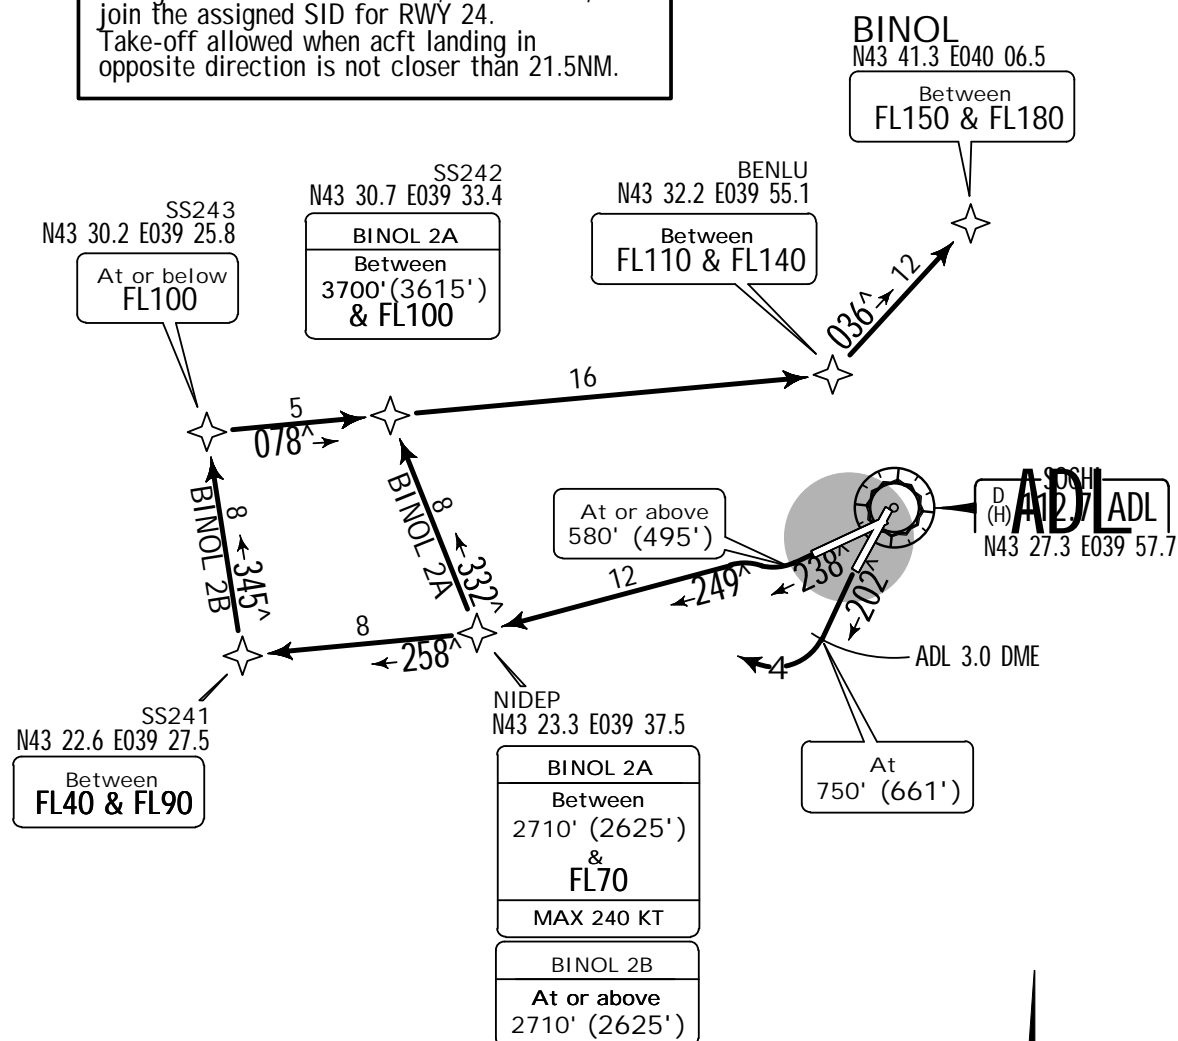 join the assigned SID for RWY 24.
Take-off allowed when acft landing in
opposite direction is not closer than 21.5NM.
BINOL
N43 41.3 E040 06.5
Between
FL150 & FL180
SS242
N43 30.7 E039 33.4
BINOL 2A
Between
3700' (3615')
& FL100
BENLU
N43 32.2 E039 55.1
Between
FL110 & FL140
SS243
N43 30.2 E039 25.8
At or below
FL100
036^
12
16
5
078^
8
BINOL 2B
345^
8
BINOL 2A
332^
At or above
580' (495')
12
249^
238^
202^
SOCHI
D
(H)
112.7 ADL
ADL
N43 27.3 E039 57.7
8
258^
4
ADL 3.0 DME
SS241
N43 22.6 E039 27.5
Between
FL40 & FL90
NIDEP
N43 23.3 E039 37.5
BINOL 2A
Between
2710' (2625')
&
FL70
MAX 240 KT
BINOL 2B
At or above
2710' (2625')
At
750' (661')